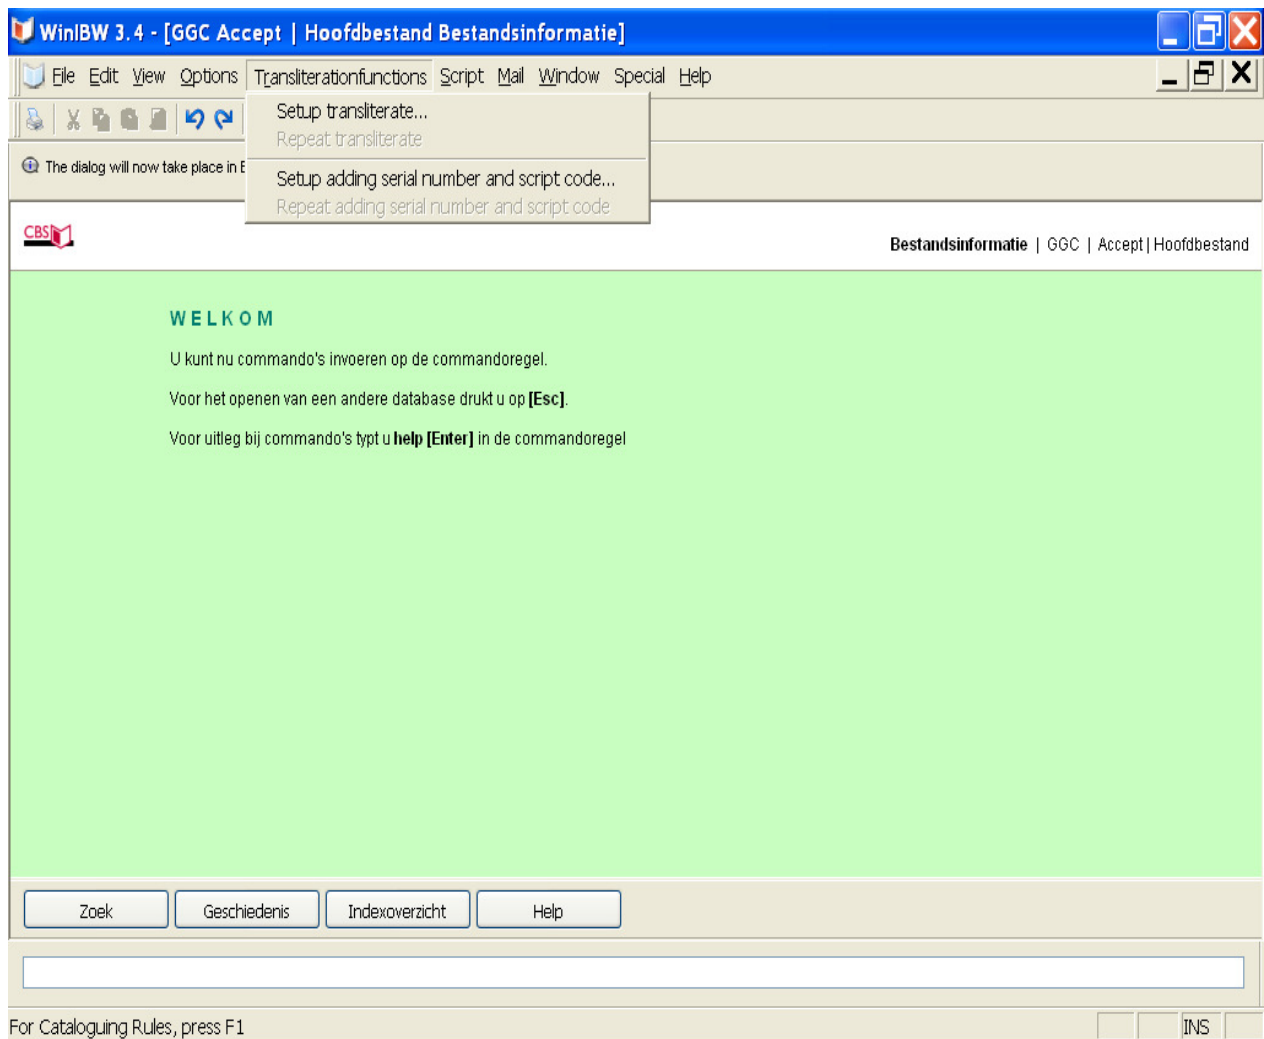 WinIBW 3.4 - [GGC Accept | Hoofdbestand Bestandsinformatie]
File Edit View Options Transliterationfunctions Script Mail Window Special Help
Setup transliterate...
Repeat transliterate
The dialog will now take place in E
Setup adding serial number and script code...
Repeat adding serial number and script code
CBS
Bestandsinformatie | GGC | Accept | Hoofdbestand
WELKOM
U kunt nu commando's invoeren op de commandoregel.
Voor het openen van een andere database drukt u op [Esc].
Voor uitleg bij commando's typt u help [Enter] in de commandoregel
Zoek Geschiedenis Indexoverzicht Help
For Cataloguing Rules, press F1 INS